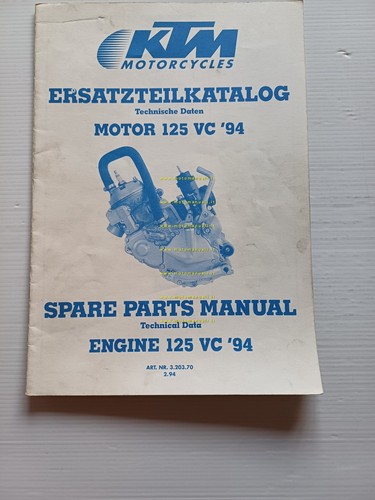 KTM
MOTORCYCLES
ERSATZTEILKATALOG
Technische Daten
MOTOR 125 VC '94
SPARE PARTS MANUAL
Technical Data
ENGINE 125 VC '94
ART. NR. 3.203.70
2.94